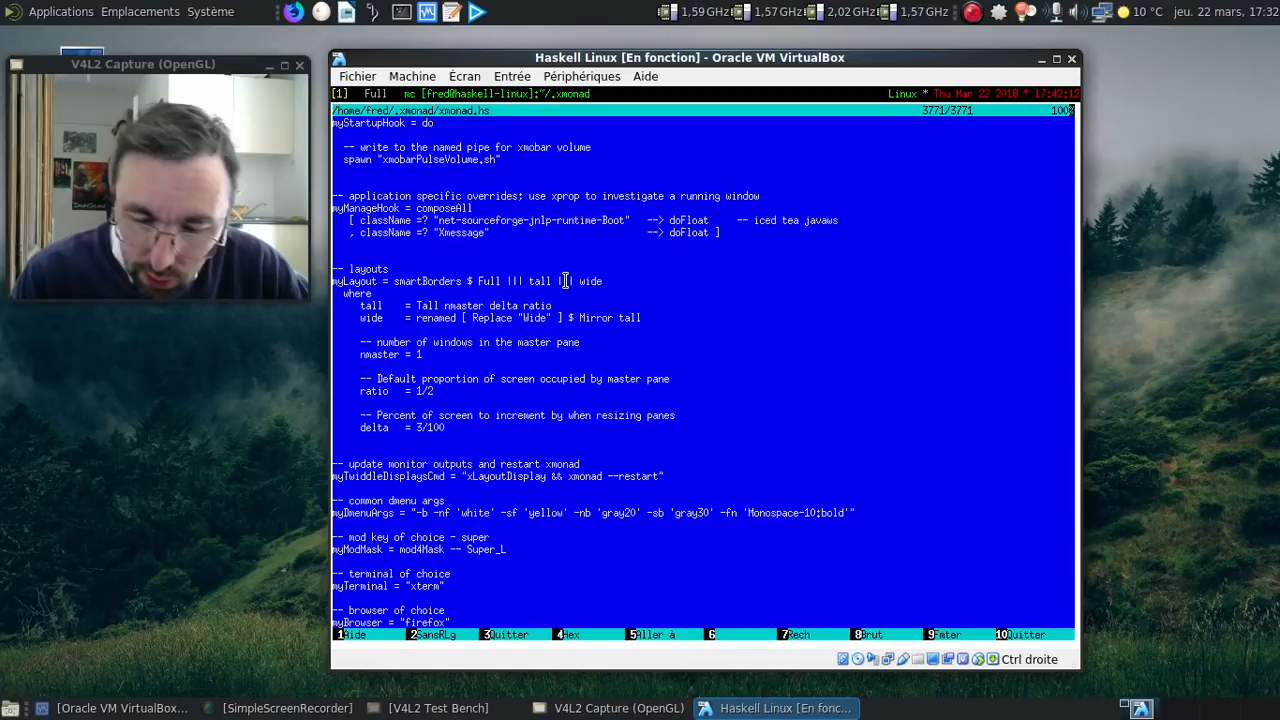 Applications Emplacements Système
1,59 GHz 1,57 GHz 2,02 GHz 1,57 GHz 10 °C jeu. 22 mars, 17:32
V4L2 Capture (OpenGL)
Haskell Linux [En fonction] - Oracle VM VirtualBox
Fichier Machine Écran Entrée Périphériques Aide
[1] Full mc [fred@haskell-linux]:~/.xmonad Linux * Thu Mar 22 2018 * 17:42:12
/home/fred/.xmonad/xmonad.hs 3771/3771 100%
myStartupHook = do
-- write to the named pipe for xmobar volume
spawn "xmobarPulseVolume.sh"
-- application specific overrides; use xprop to investigate a running window
myManageHook = composeAll
[ className =? "net-sourceforge-jnlp-runtime-Boot" --> doFloat -- iced tea javaws
, className =? "Xmessage" --> doFloat ]
-- layouts
myLayout = smartBorders $ Full ||| tall ||| wide
where
tall = Tall nmaster delta ratio
wide = renamed [ Replace "Wide" ] $ Mirror tall
-- number of windows in the master pane
nmaster = 1
-- Default proportion of screen occupied by master pane
ratio = 1/2
-- Percent of screen to increment by when resizing panes
delta = 3/100
-- update monitor outputs and restart xmonad
myTwiddleDisplaysCmd = "xLayoutDisplay && xmonad --restart"
-- common dmenu args
myDmenuArgs = "-b -nf 'white' -sf 'yellow' -nb 'gray20' -sb 'gray30' -fn 'Monospace-10:bold'"
-- mod key of choice - super
myModMask = mod4Mask -- Super_L
-- terminal of choice
myTerminal = "xterm"
-- browser of choice
myBrowser = "firefox"
1Aide 2SansRLg 3Quitter 4Hex 5Aller à 6 7Rech 8Brut 9Fmter 10Quitter
Ctrl droite
[Oracle VM VirtualBox... [SimpleScreenRecorder] [V4L2 Test Bench] V4L2 Capture (OpenGL) Haskell Linux [En fonc...